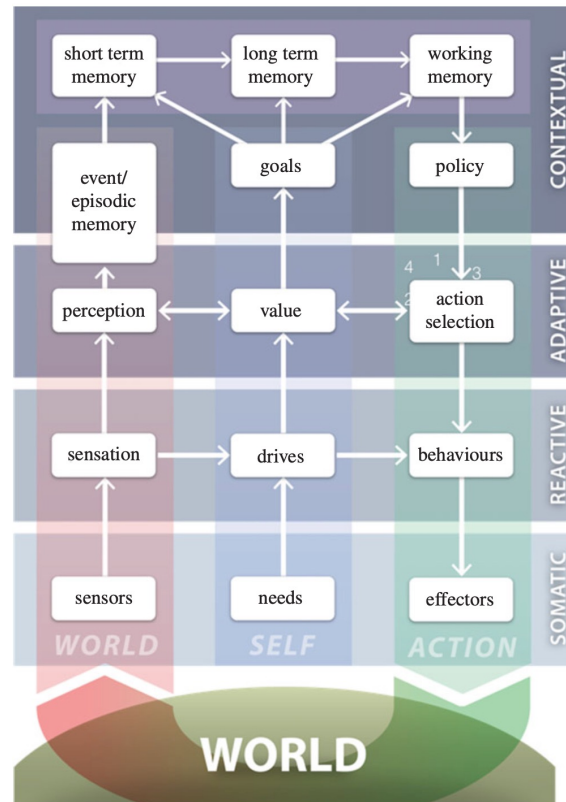 short term
memory
long term
memory
working
memory
CONTEXTUAL
event/
episodic
memory
goals
policy
4
1
3
2
ADAPTIVE
perception
value
action
selection
REACTIVE
sensation
drives
behaviours
SOMATIC
sensors
needs
effectors
WORLD
SELF
ACTION
WORLD